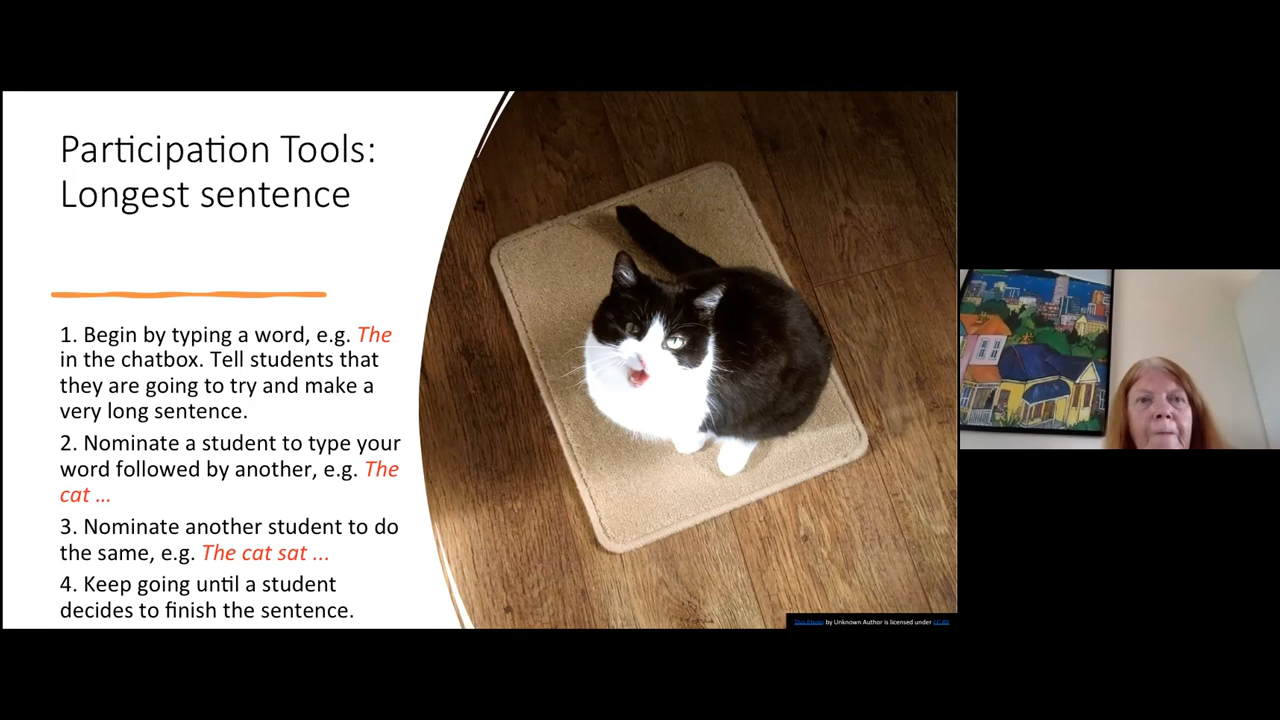 Participation Tools:
Longest sentence
1. Begin by typing a word, e.g. The
in the chatbox. Tell students that
they are going to try and make a
very long sentence.
2. Nominate a student to type your
word followed by another, e.g. The
cat ...
3. Nominate another student to do
the same, e.g. The cat sat ...
4. Keep going until a student
decides to finish the sentence.
This Photo by Unknown Author is licensed under